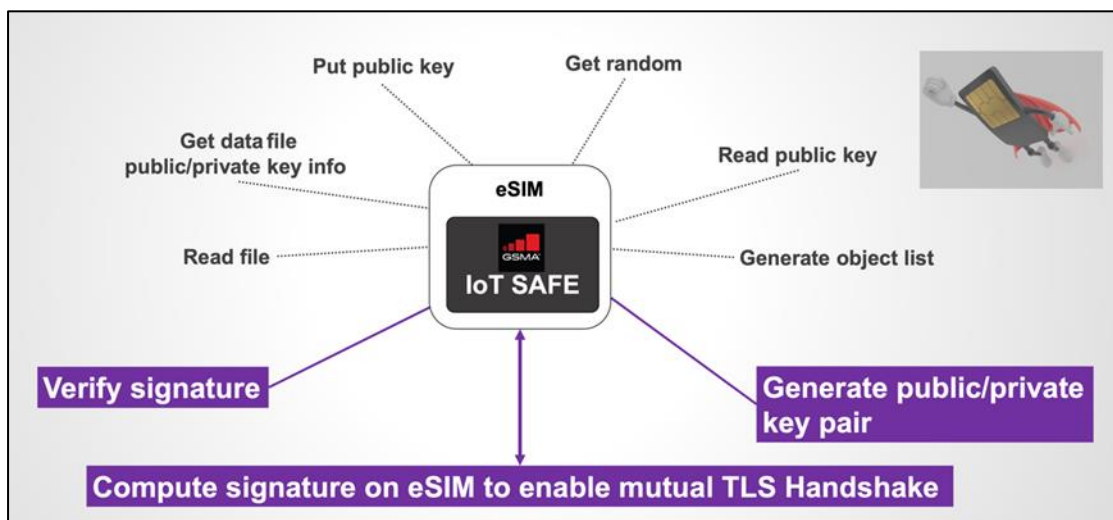 Put public key
Get random
Get data file
public/private key info
Read public key
eSIM
GSMA
IoT SAFE
Read file
Generate object list
Verify signature
Generate public/private
key pair
Compute signature on eSIM to enable mutual TLS Handshake